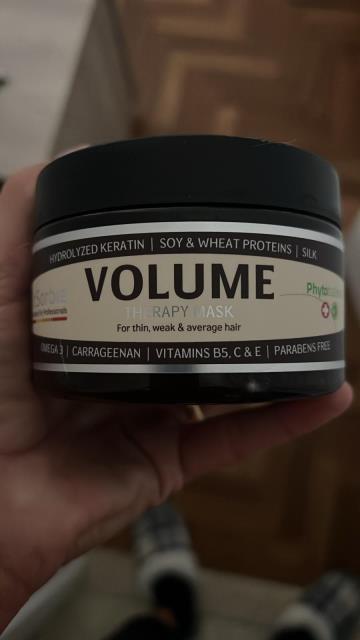 HYDROLYZED KERATIN | SOY & WHEAT PROTEINS | SILK
VOLUME
THERAPY MASK
For thin, weak & average hair
OMEGA 3 | CARRAGEENAN | VITAMINS B5, C & E | PARABENS FREE